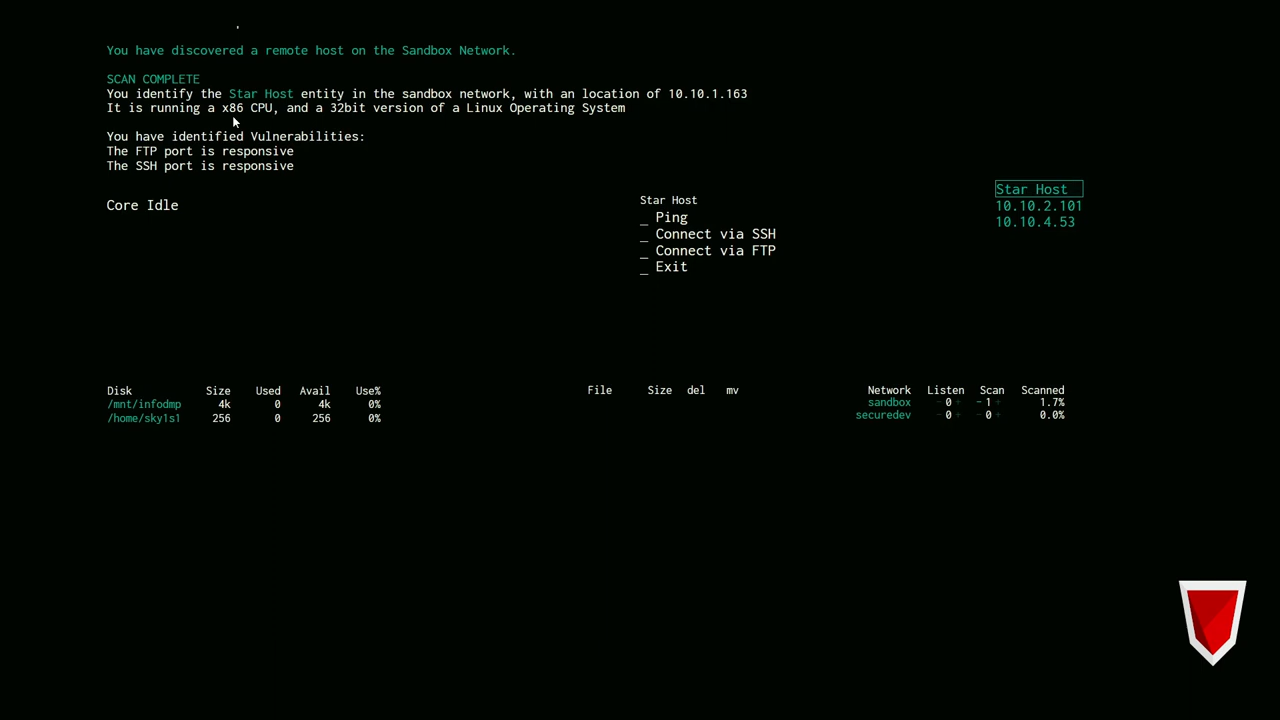 You have discovered a remote host on the Sandbox Network.
SCAN COMPLETE
You identify the Star Host entity in the sandbox network, with an location of 10.10.1.163
It is running a x86 CPU, and a 32bit version of a Linux Operating System
You have identified Vulnerabilities:
The FTP port is responsive
The SSH port is responsive
Core Idle
Star Host
_ Ping
_ Connect via SSH
_ Connect via FTP
_ Exit
Star Host
10.10.2.101
10.10.4.53
Disk Size Used Avail Use%
/mnt/infodmp 4k 0 4k 0%
/home/sky1s1 256 0 256 0%
File Size del mv
Network Listen Scan Scanned
sandbox -0+ -1+ 1.7%
securedev -0+ -0+ 0.0%